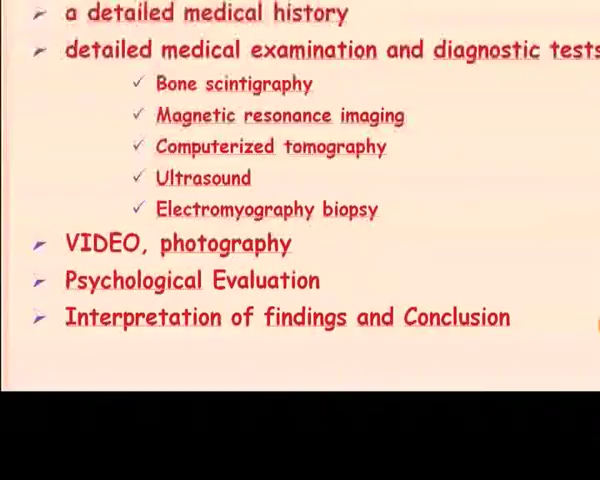 a detailed medical history
detailed medical examination and diagnostic tests
Bone scintigraphy
Magnetic resonance imaging
Computerized tomography
Ultrasound
Electromyography biopsy
VIDEO, photography
Psychological Evaluation
Interpretation of findings and Conclusion